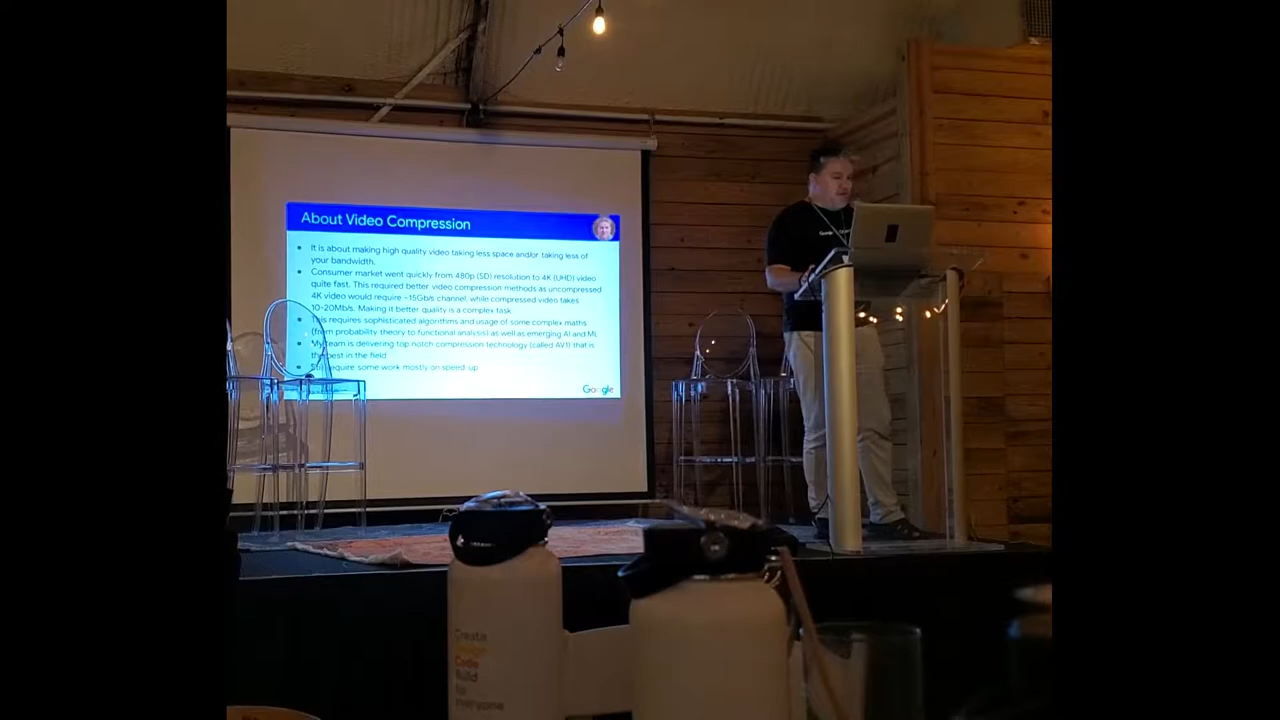 About Video Compression
● It is about making high quality video taking less space and/or taking less of
your bandwidth.
● Consumer market went quickly from 480p (SD) resolution to 4K (UHD) video
quite fast. This required better video compression methods as uncompressed
4K video would require ~15Gb/s channel, while compressed video takes
10-20Mb/s. Making it better quality is a complex task.
● This requires sophisticated algorithms and usage of some complex maths
(from probability theory to functional analysis) as well as emerging AI and ML
● My team is delivering top notch compression technology (called AV1) that is
the best in the field
● Still require some work mostly on speed up
Google
Google
Create
Code
Build
for
everyone